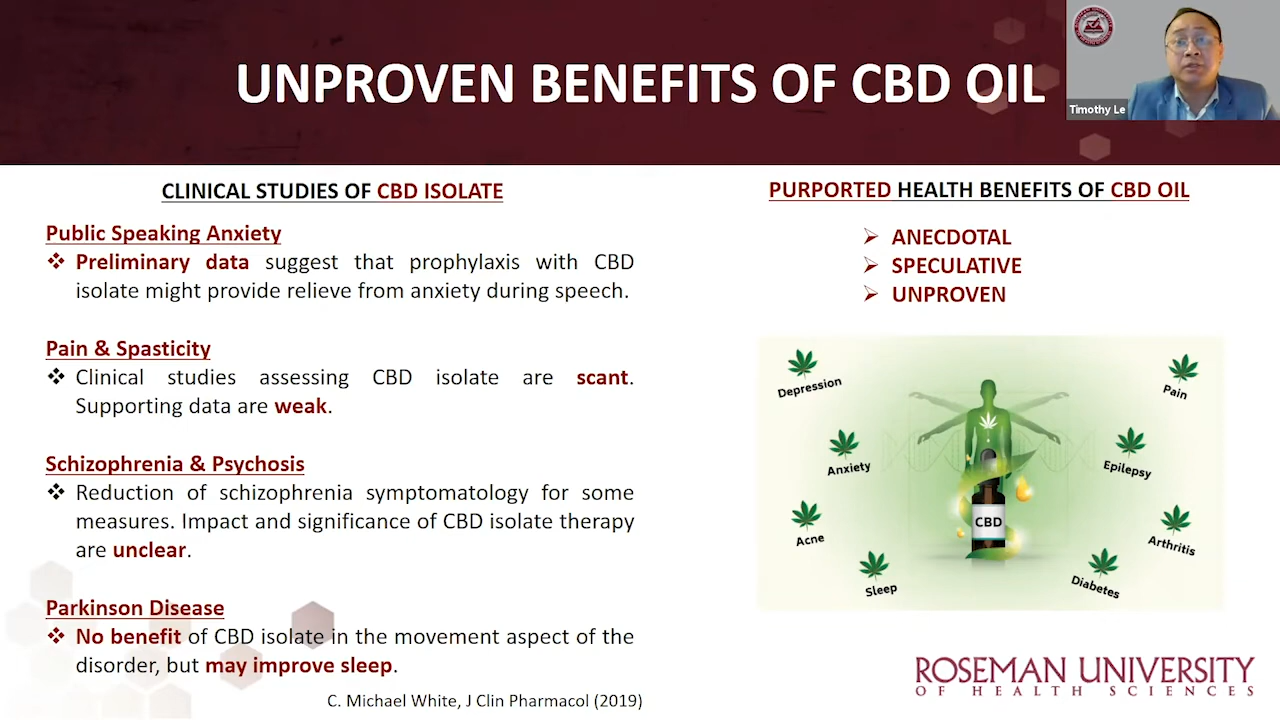 UNPROVEN BENEFITS OF CBD OIL
Timothy Le
CLINICAL STUDIES OF CBD ISOLATE
Public Speaking Anxiety
❖ Preliminary data suggest that prophylaxis with CBD
isolate might provide relieve from anxiety during speech.
Pain & Spasticity
❖ Clinical studies assessing CBD isolate are scant.
Supporting data are weak.
Schizophrenia & Psychosis
❖ Reduction of schizophrenia symptomatology for some
measures. Impact and significance of CBD isolate therapy
are unclear.
Parkinson Disease
❖ No benefit of CBD isolate in the movement aspect of the
disorder, but may improve sleep.
C. Michael White, J Clin Pharmacol (2019)
PURPORTED HEALTH BENEFITS OF CBD OIL
➢ ANECDOTAL
➢ SPECULATIVE
➢ UNPROVEN
Depression
Pain
Anxiety
Epilepsy
CBD
Acne
Arthritis
Sleep
Diabetes
ROSEMAN UNIVERSITY
OF HEALTH SCIENCES